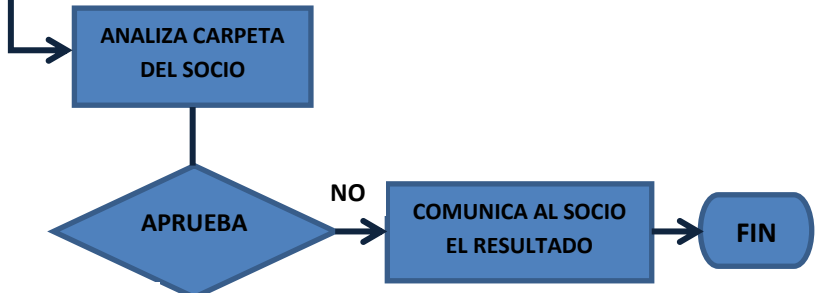 ANALIZA CARPETA
DEL SOCIO
APRUEBA
NO
COMUNICA AL SOCIO
EL RESULTADO
FIN